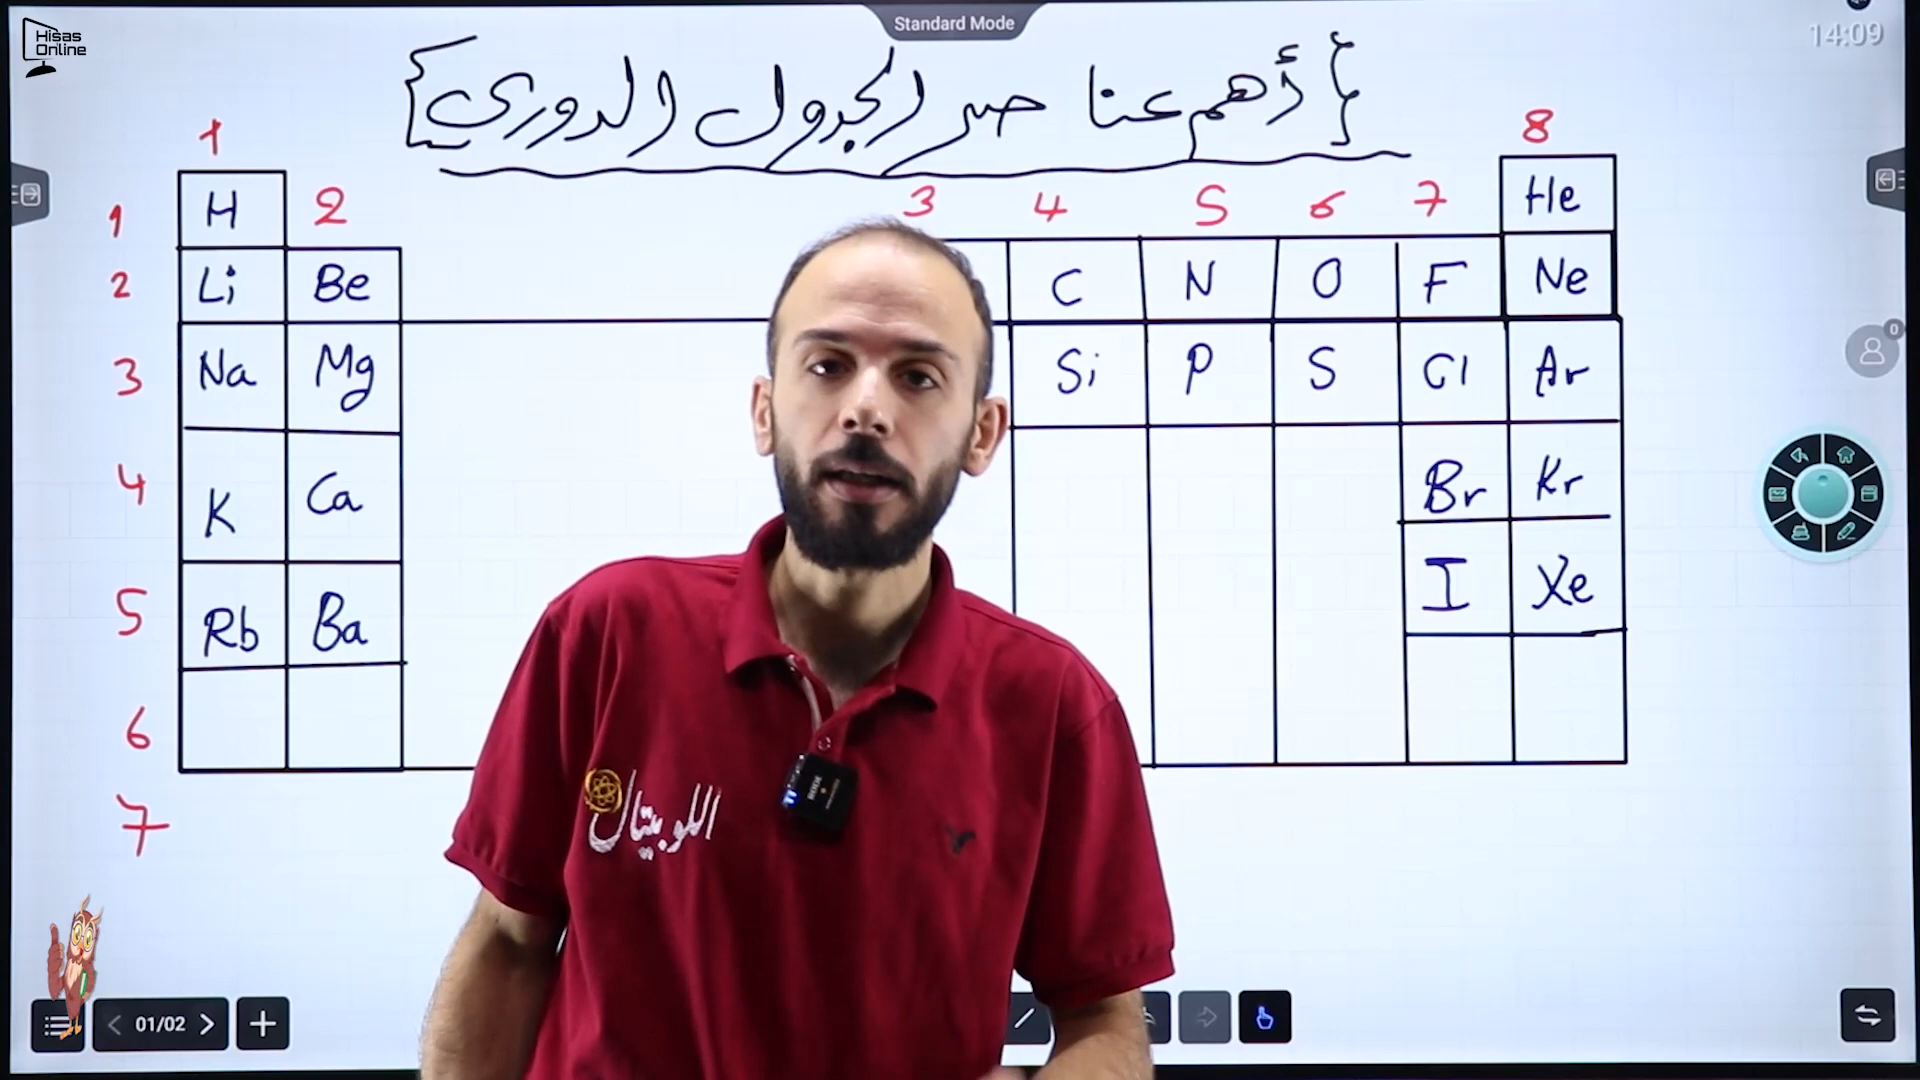 Hisas
Online
Standard Mode
14:09
{أهم عناصر الجدول الدوري}
1 8
1 H 2 3 4 5 6 7 He
2 Li Be C N O F Ne
3 Na Mg Si P S Cl Ar
4 K Ca Br Kr
5 Rb Ba I Xe
6
7
0
اللوبيتال
RODE
01/02